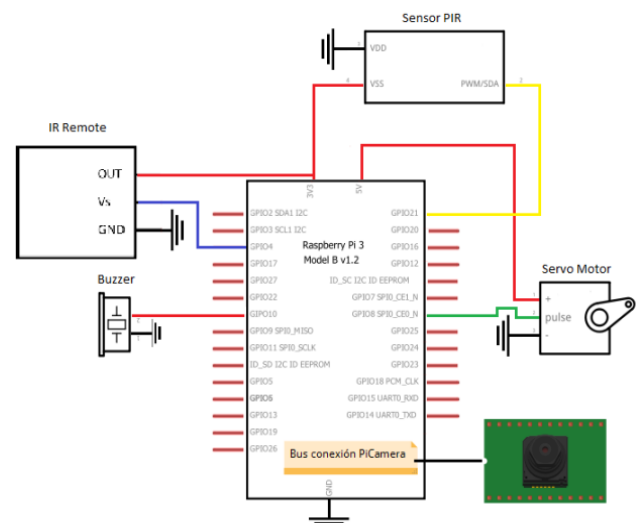 Sensor PIR
VDD
VSS
PWM/SDA
IR Remote
OUT
Vs
GND
3V3
5V
GPIO2 SDA1 I2C
GPIO3 SCL1 I2C
GPIO4
GPIO17
GPIO27
GPIO22
GPIO10
GPIO9 SPI0_MISO
GPIO11 SPI0_SCLK
ID_SD I2C ID EEPROM
GPIO5
GPIO6
GPIO13
GPIO19
GPIO26
Raspberry Pi 3
Model B v1.2
GPIO21
GPIO20
GPIO16
GPIO12
ID_SC I2C ID EEPROM
GPIO7 SPI0_CE1_N
GPIO8 SPI0_CE0_N
GPIO25
GPIO24
GPIO23
GPIO18 PCM_CLK
GPIO15 UART0_RXD
GPIO14 UART0_TXD
Buzzer
Servo Motor
+
pulse
-
Bus conexión PiCamera
GND